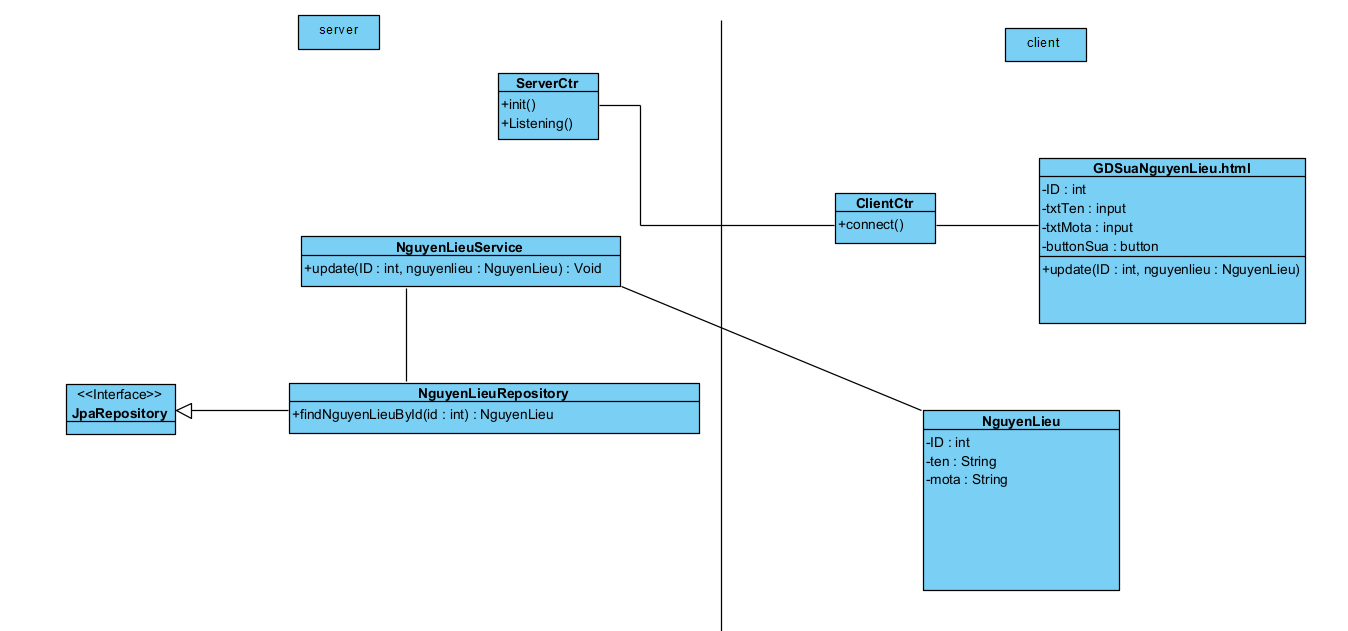 server
client
ServerCtr
+init()
+Listening()
GDSuaNguyenLieu.html
-ID : int
-txtTen : input
-txtMota : input
-buttonSua : button
+update(ID : int, nguyenlieu : NguyenLieu)
ClientCtr
+connect()
NguyenLieuService
+update(ID : int, nguyenlieu : NguyenLieu) : Void
<<Interface>>
JpaRepository
NguyenLieuRepository
+findNguyenLieuById(id : int) : NguyenLieu
NguyenLieu
-ID : int
-ten : String
-mota : String